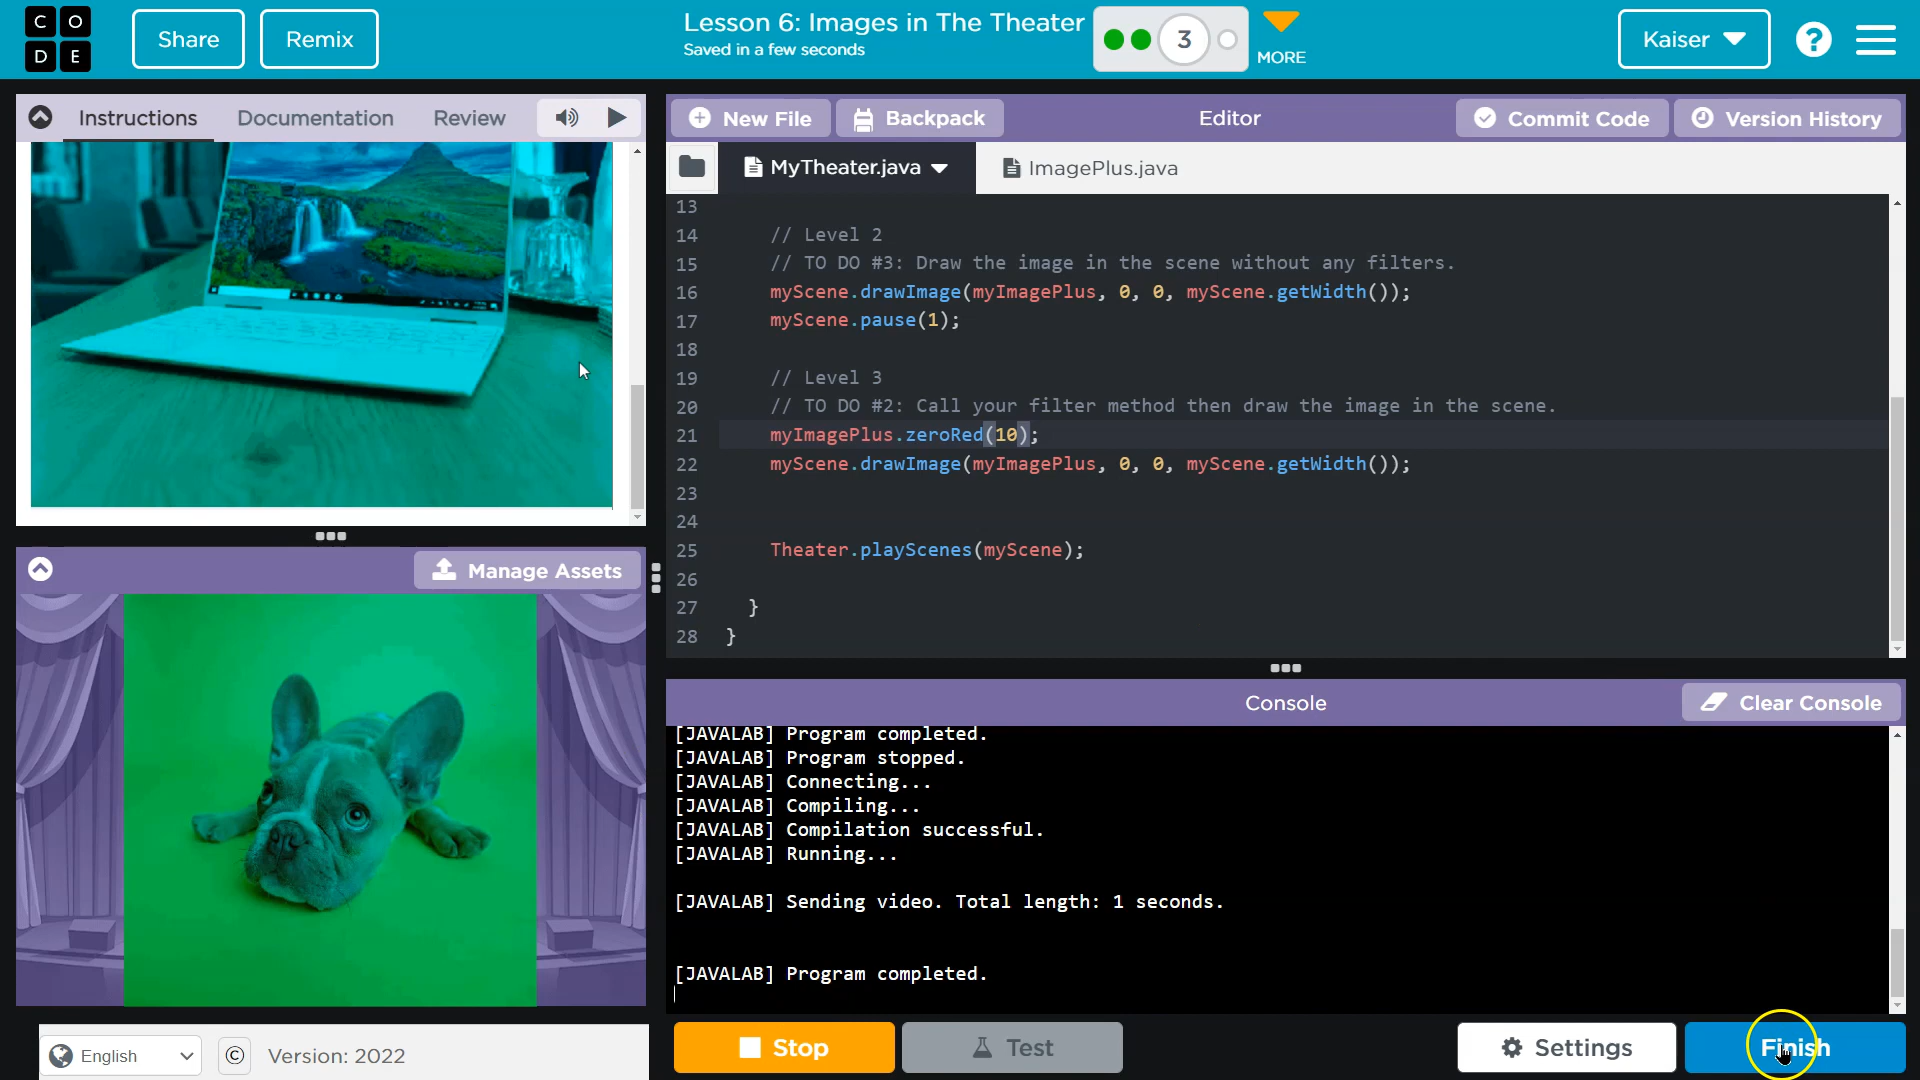 C O
D E
Share
Remix
Lesson 6: Images in The Theater
Saved in a few seconds
3
MORE
Kaiser
?
Instructions
Documentation
Review
New File
Backpack
Editor
Commit Code
Version History
MyTheater.java
ImagePlus.java
13
14 // Level 2
15 // TO DO #3: Draw the image in the scene without any filters.
16 myScene.drawImage(myImagePlus, 0, 0, myScene.getWidth());
17 myScene.pause(1);
18
19 // Level 3
20 // TO DO #2: Call your filter method then draw the image in the scene.
21 myImagePlus.zeroRed(10);
22 myScene.drawImage(myImagePlus, 0, 0, myScene.getWidth());
23
24
25 Theater.playScenes(myScene);
26
27 }
28 }
Manage Assets
Console
Clear Console
[JAVALAB] Program completed.
[JAVALAB] Program stopped.
[JAVALAB] Connecting...
[JAVALAB] Compiling...
[JAVALAB] Compilation successful.
[JAVALAB] Running...
[JAVALAB] Sending video. Total length: 1 seconds.
[JAVALAB] Program completed.
English
©
Version: 2022
Stop
Test
Settings
Finish